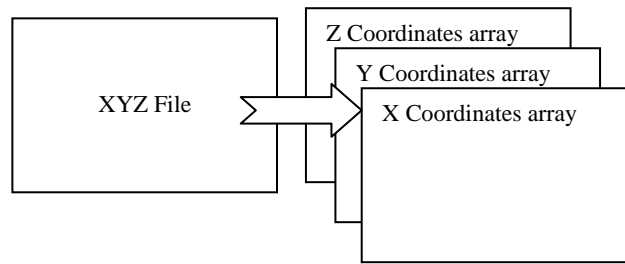 Z Coordinates array
Y Coordinates array
XYZ File
X Coordinates array